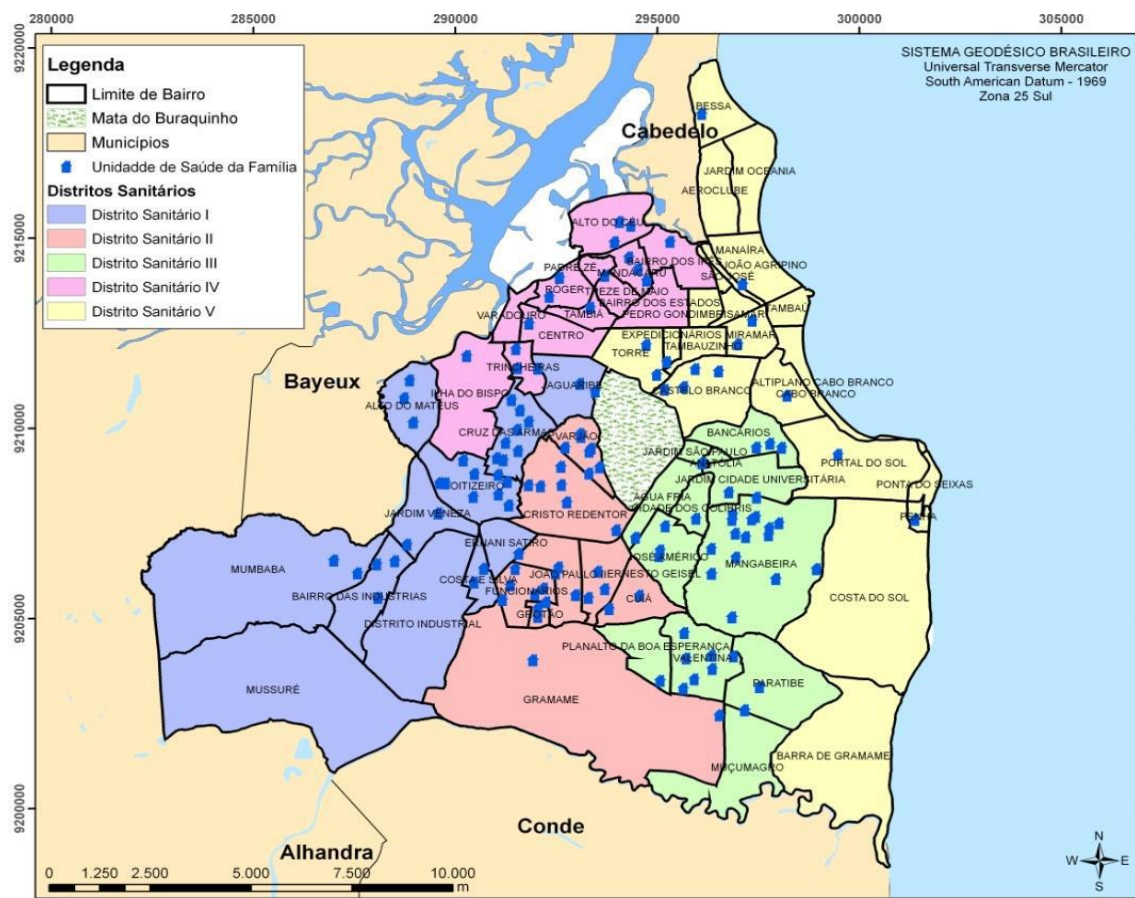 280000 285000 290000 295000 300000 305000
9220000
9215000
9210000
9205000
9200000
SISTEMA GEODÉSICO BRASILEIRO
Universal Transverse Mercator
South American Datum - 1969
Zona 25 Sul
Legenda
Limite de Bairro
Mata do Buraquinho
Municípios
Unidadde de Saúde da Família
Distritos Sanitários
Distrito Sanitário I
Distrito Sanitário II
Distrito Sanitário III
Distrito Sanitário IV
Distrito Sanitário V
Cabedelo
BESSA
JARDIM OCEANIA
AEROCLUBE
ALTO DO CÉU
MANAÍRA
BAIRRO DOS IPÊS
JOÃO AGRIPINO
PADRE ZÉ
MANDACARU
SÃO JOSÉ
ROGER
TREZE DE MAIO
BAIRRO DOS ESTADOS
TAMBAÚ
VARADOURO
TAMBIÁ
PEDRO GONDIM
BRISAMAR
CENTRO
EXPEDICIONÁRIOS
MIRAMAR
TORRE
TAMBAUZINHO
TRINCHEIRAS
Bayeux
AGUARIBE
ILHA DO BISPO
CASTELO BRANCO
ALTIPLANO CABO BRANCO
CABO BRANCO
ALTO DO MATEUS
CRUZ DAS ARMAS
VARJÃO
BANCÁRIOS
JARDIM SÃO PAULO
ANATÓLIA
PORTAL DO SOL
JARDIM CIDADE UNIVERSITÁRIA
PONTA DO SEIXAS
OITIZEIRO
ÁGUA FRIA
CIDADE DOS COLIBRIS
JARDIM VENEZA
CRISTO REDENTOR
PENHA
ERNANI SATIRO
JOSÉ AMÉRICO
MANGABEIRA
MUMBABA
COSTA E SILVA
JOÃO PAULO II
ERNESTO GEISEL
FUNCIONÁRIOS
BAIRRO DAS INDUSTRIAS
CUIÁ
COSTA DO SOL
GROTÃO
DISTRITO INDUSTRIAL
PLANALTO DA BOA ESPERANÇA
VALENTINA
MUSSURÉ
GRAMAME
PARATIBE
BARRA DE GRAMAME
MUÇUMAGRO
Conde
Alhandra
0 1.250 2.500 5.000 7.500 10.000
m
N
W E
S